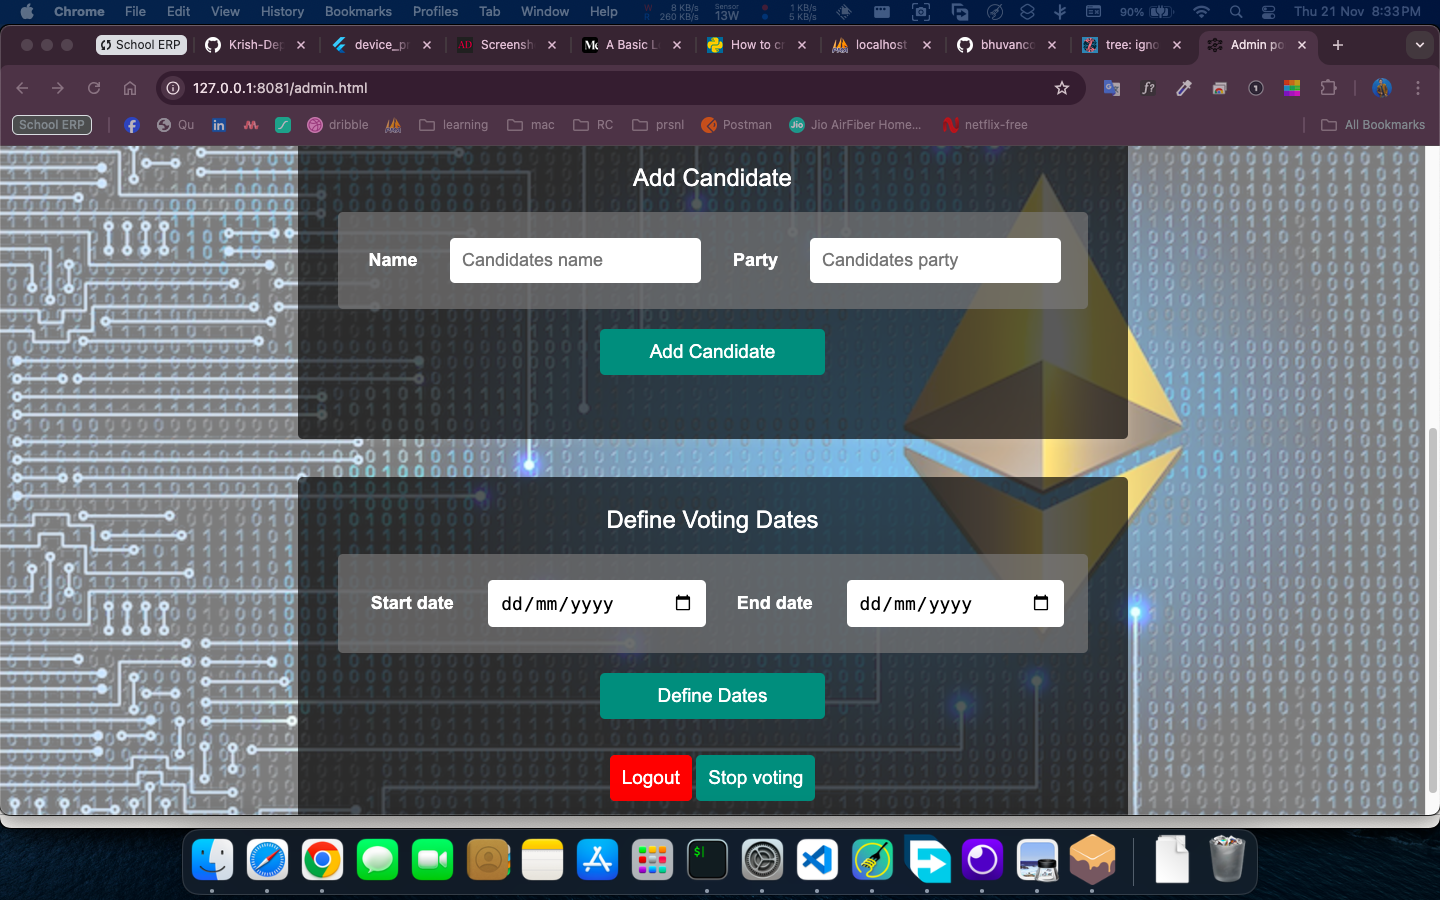 Chrome File Edit View History Bookmarks Profiles Tab Window Help W 8 KB/s R 260 KB/s Sensor 13W 1 KB/s 5 KB/s 90% Thu 21 Nov 8:33 PM
School ERP Krish-Dep device_pr Screensh A Basic L How to cr localhost bhuvanc tree: igno Admin po
127.0.0.1:8081/admin.html
School ERP Qu in dribble learning mac RC prsnl Postman Jio Jio AirFiber Home... netflix-free All Bookmarks
Add Candidate
Name Candidates name Party Candidates party
Add Candidate
Define Voting Dates
Start date dd/mm/yyyy End date dd/mm/yyyy
Define Dates
Logout Stop voting